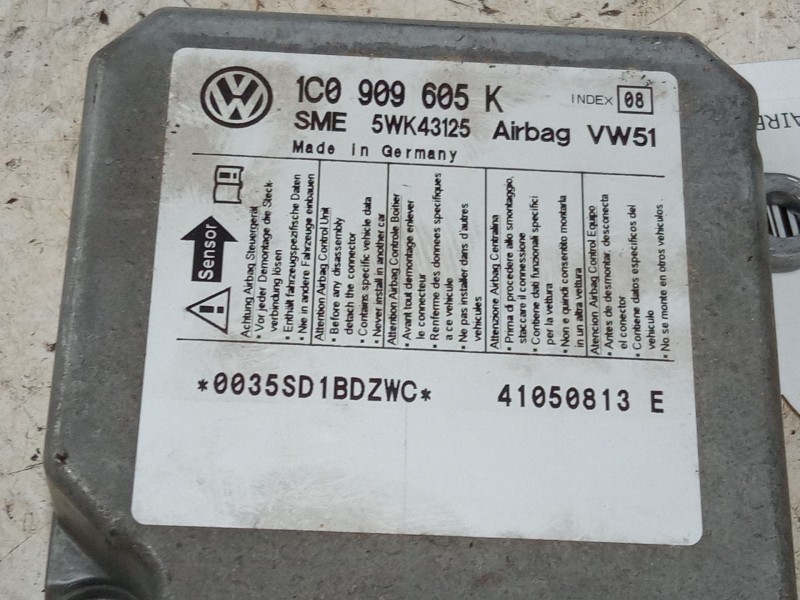 VW
1C0 909 605 K
INDEX 08
SME 5WK43125 Airbag VW51
Made in Germany
Sensor
Achtung Airbag Steuergerät
• Vor jeder Demontage die Steck-
verbindung lösen
• Enthält fahrzeugspezifische Daten
• Nie in andere Fahrzeuge einbauen
Attention Airbag Control Unit
• Before any disassembly
detach the connector
• Contains specific vehicle data
• Never install in another car
Attention Airbag Controle Boitier
• Avant tout demontage enlever
le connecteur
• Renferme des donnees specifiques
a ce vehicule
• Ne pas installer dans d'autres
vehicules
Attenzione Airbag Centralina
• Prima di procedere allo smontaggio,
staccare il connessione
• Contiene dati funzionali specifici
per la vettura
• Non e quindi consentito montarla
in un altra vettura
Atencion Airbag Control Equipo
• Antes de desmontar, desconecta
el conector
• Contiene datos especificos del
vehiculo
• No se monte en otros vehiculos.
*0035SD1BDZWC*
41050813 E
AIRE